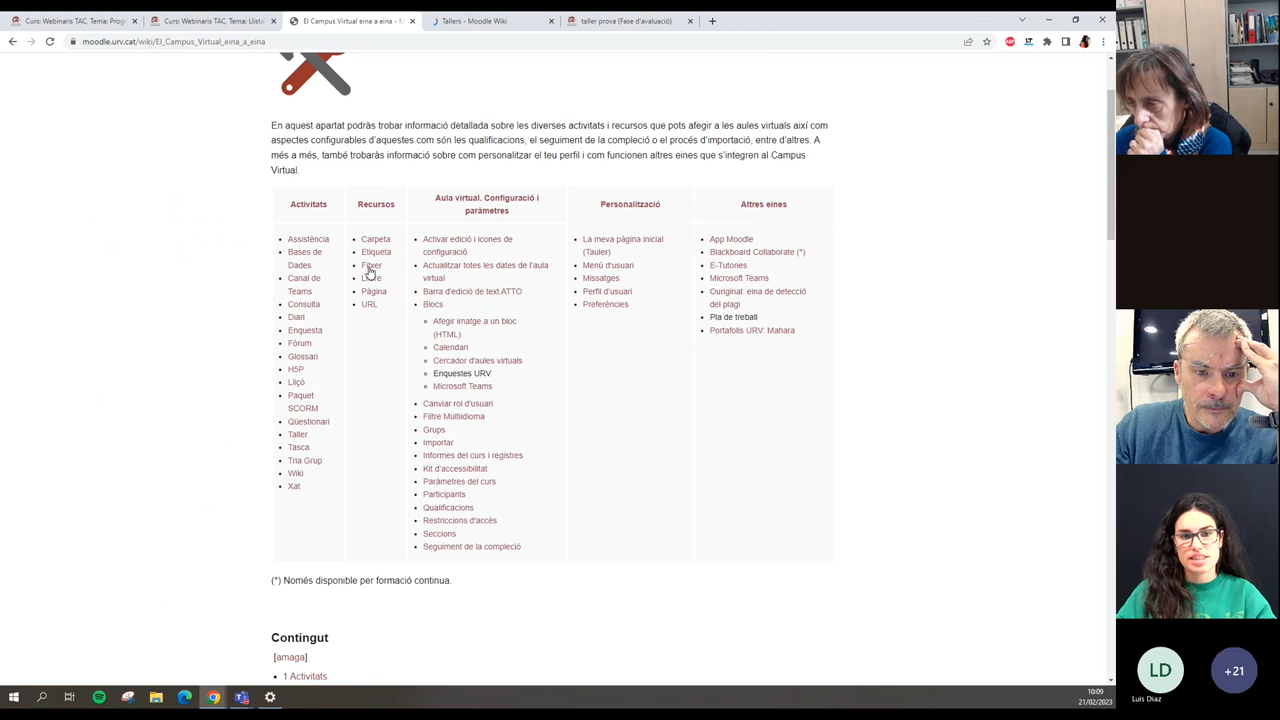 Curs: Webinaris TAC, Tema: Prog
Curs: Webinaris TAC, Tema: Llista
El Campus Virtual eina a eina - M
Tallers - Moodle Wiki
taller prova (Fase d'avaluació)
moodle.urv.cat/wiki/El_Campus_Virtual_eina_a_eina
En aquest apartat podràs trobar informació detallada sobre les diverses activitats i recursos que pots afegir a les aules virtuals així com
aspectes configurables d'aquestes com són les qualificacions, el seguiment de la compleció o el procés d'importació, entre d'altres. A
més a més, també trobaràs informació sobre com personalitzar el teu perfil i com funcionen altres eines que s'integren al Campus
Virtual.
Activitats
Assistència
Bases de
Dades
Canal de
Teams
Consulta
Diari
Enquesta
Fòrum
Glossari
H5P
Lliçó
Paquet
SCORM
Qüestionari
Taller
Tasca
Tria Grup
Wiki
Xat
Recursos
Carpeta
Etiqueta
Fitxer
Pàgina
URL
Aula virtual. Configuració i
paràmetres
Activar edició i icones de
configuració
Actualitzar totes les dates de l'aula
virtual
Barra d'edició de text ATTO
Blocs
Afegir imatge a un bloc
(HTML)
Calendari
Cercador d'aules virtuals
Enquestes URV
Microsoft Teams
Canviar rol d'usuari
Filtre Multiidioma
Grups
Importar
Informes del curs i registres
Kit d'accessibilitat
Paràmetres del curs
Participants
Qualificacions
Restriccions d'accés
Seccions
Seguiment de la compleció
Personalització
La meva pàgina inicial
(Tauler)
Menú d'usuari
Missatges
Perfil d'usuari
Preferències
Altres eines
App Moodle
Blackboard Collaborate (*)
E-Tutories
Microsoft Teams
Ouriginal: eina de detecció
del plagi
Pla de treball
Portafolis URV: Mahara
(*) Només disponible per formació continua.
Contingut
[amaga]
1 Activitats
10:09
21/02/2023
LD
Luis Diaz
+21